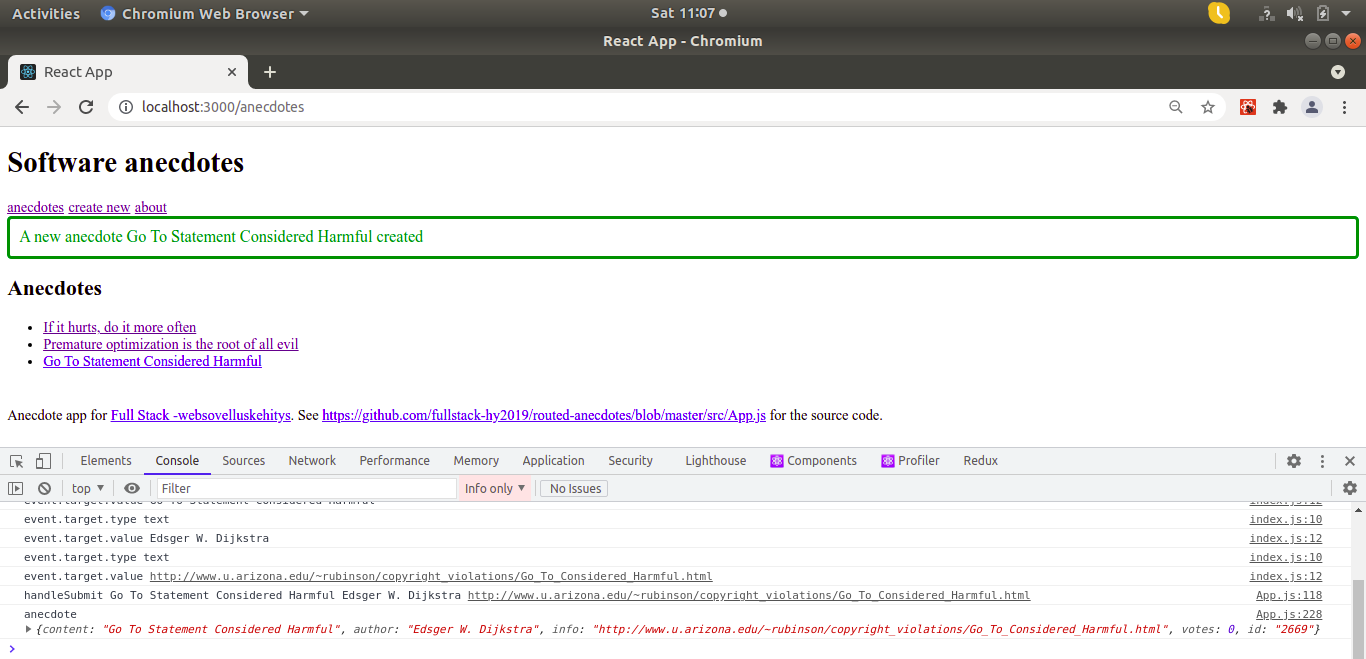 Activities Chromium Web Browser Sat 11:07
React App - Chromium
React App
localhost:3000/anecdotes
Software anecdotes
anecdotes create new about
A new anecdote Go To Statement Considered Harmful created
Anecdotes
If it hurts, do it more often
Premature optimization is the root of all evil
Go To Statement Considered Harmful
Anecdote app for Full Stack -websovelluskehitys. See https://github.com/fullstack-hy2019/routed-anecdotes/blob/master/src/App.js for the source code.
Elements Console Sources Network Performance Memory Application Security Lighthouse Components Profiler Redux
top Filter Info only No Issues
event.target.value Go To Statement Considered Harmful index.js:12
event.target.type text index.js:10
event.target.value Edsger W. Dijkstra index.js:12
event.target.type text index.js:10
event.target.value http://www.u.arizona.edu/~rubinson/copyright_violations/Go_To_Considered_Harmful.html index.js:12
handleSubmit Go To Statement Considered Harmful Edsger W. Dijkstra http://www.u.arizona.edu/~rubinson/copyright_violations/Go_To_Considered_Harmful.html App.js:118
anecdote App.js:228
{content: "Go To Statement Considered Harmful", author: "Edsger W. Dijkstra", info: "http://www.u.arizona.edu/~rubinson/copyright_violations/Go_To_Considered_Harmful.html", votes: 0, id: "2669"}